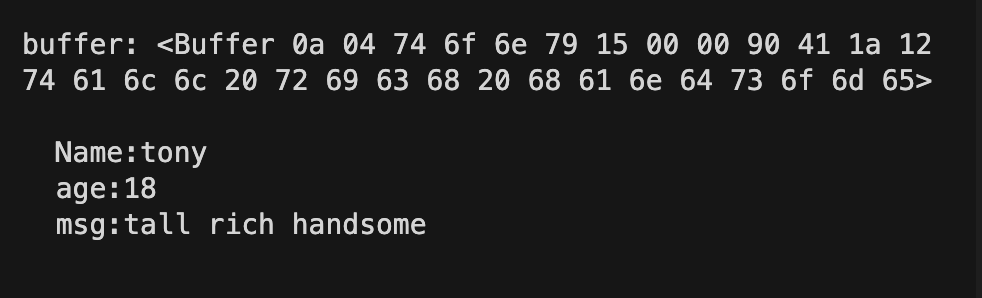 buffer: <Buffer 0a 04 74 6f 6e 79 15 00 00 90 41 1a 12
74 61 6c 6c 20 72 69 63 68 20 68 61 6e 64 73 6f 6d 65>
Name:tony
age:18
msg:tall rich handsome